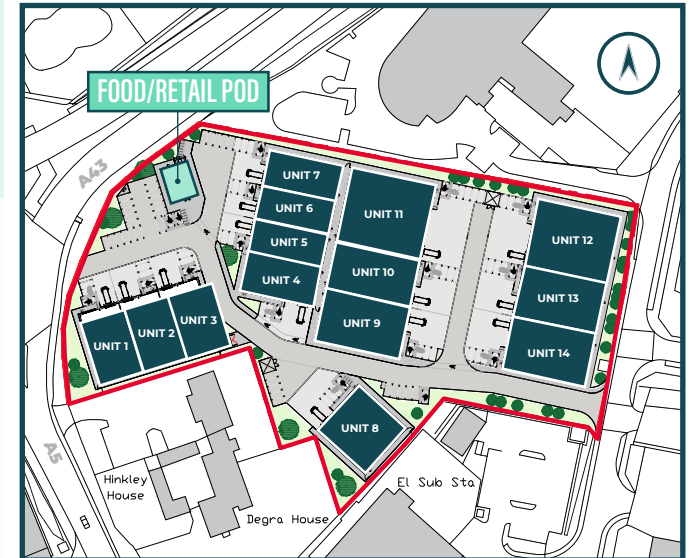 FOOD/RETAIL POD
A43
UNIT 7
UNIT 6
UNIT 5
UNIT 4
UNIT 11
UNIT 10
UNIT 9
UNIT 12
UNIT 13
UNIT 14
UNIT 1
UNIT 2
UNIT 3
UNIT 8
A5
Hinkley
House
Degra House
El Sub Sta